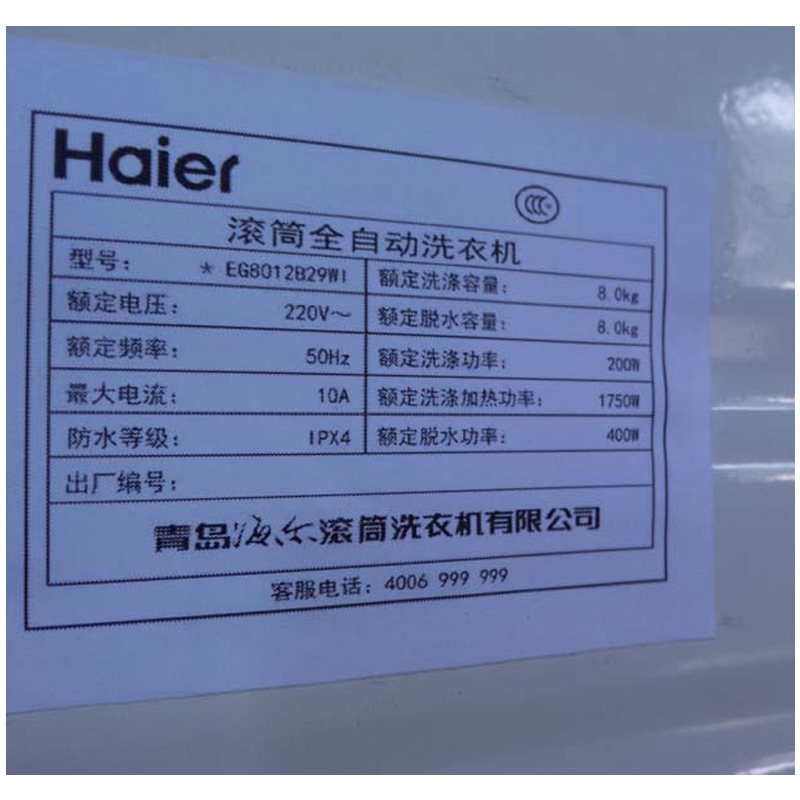 Haier
滚筒全自动洗衣机
型号: * EG8012B29WI 额定洗涤容量: 8.0kg
额定电压: 220V～ 额定脱水容量: 8.0kg
额定频率: 50Hz 额定洗涤功率: 200W
最大电流: 10A 额定洗涤加热功率: 1750W
防水等级: IPX4 额定脱水功率: 400W
出厂编号:
青岛海尔滚筒洗衣机有限公司
客服电话: 4006 999 999